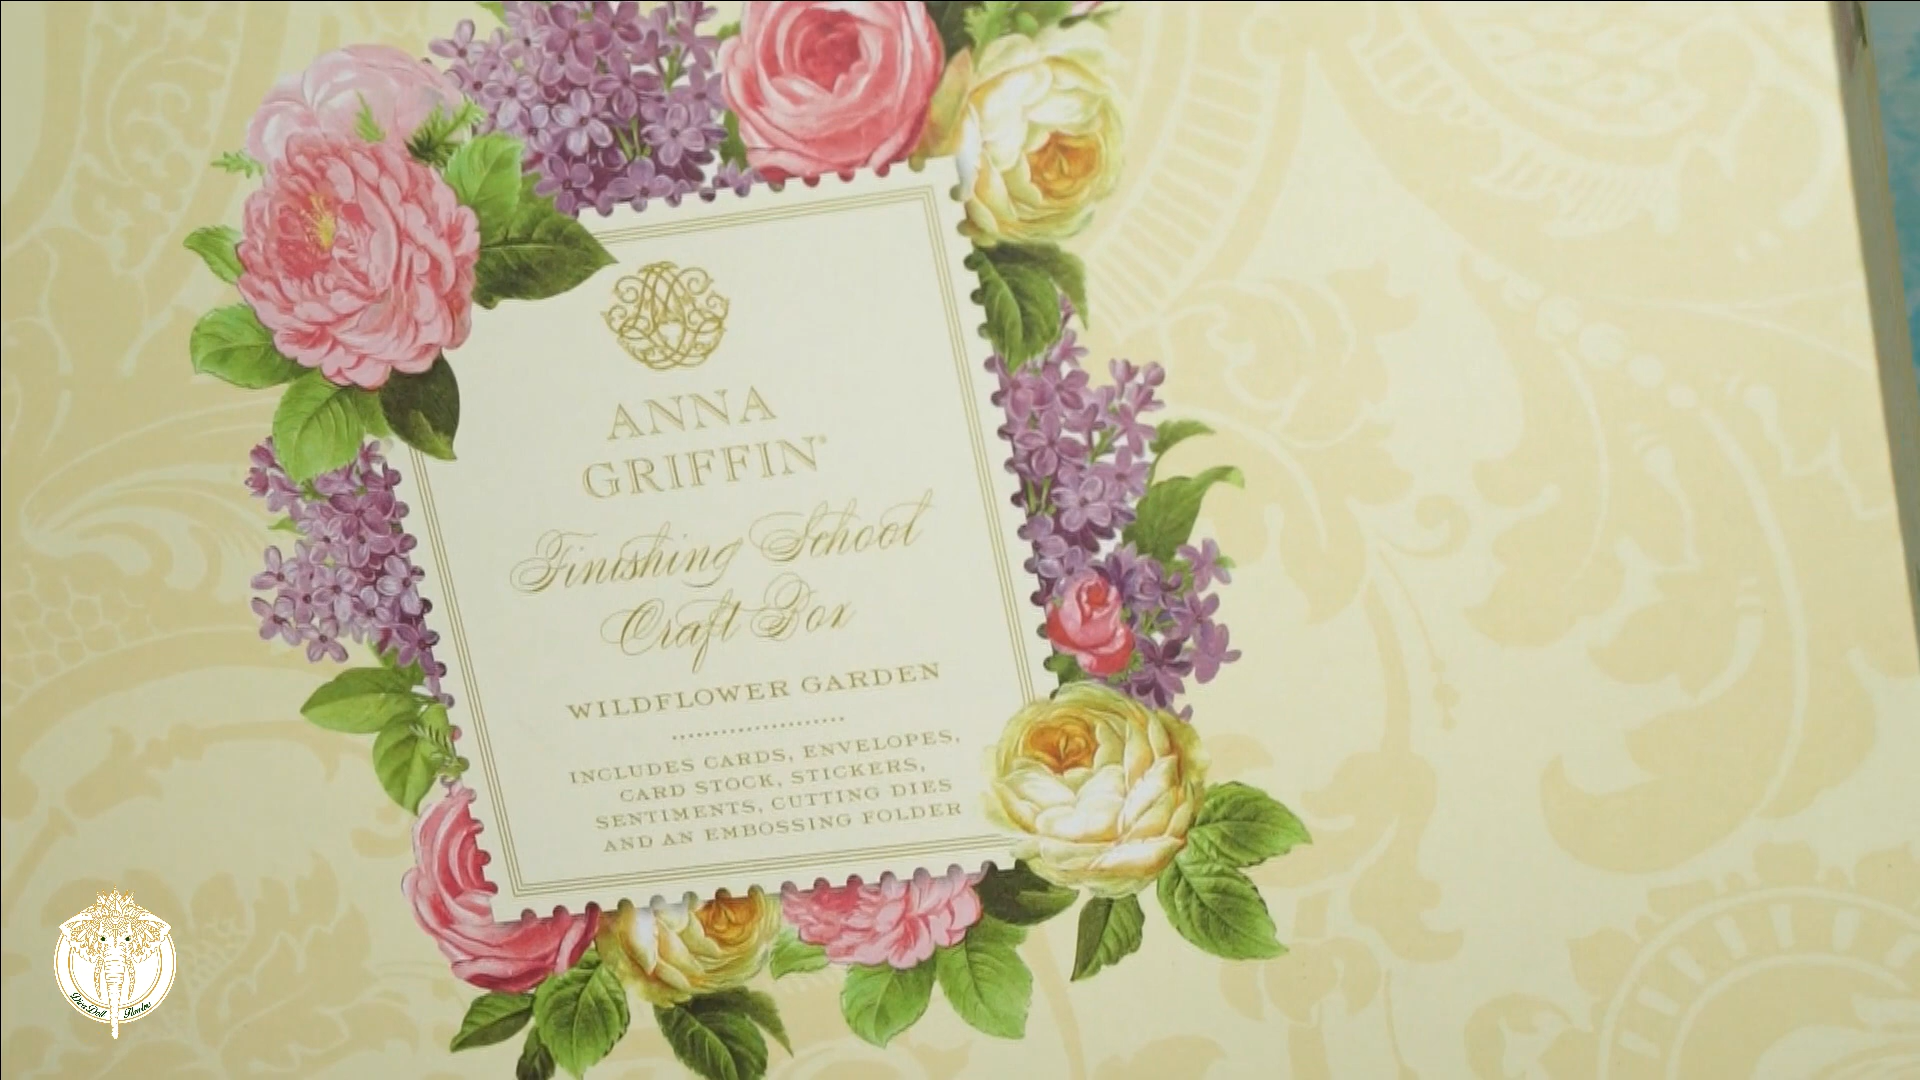 ANNA
GRIFFIN®
Finishing School
Craft Box
WILDFLOWER GARDEN
INCLUDES CARDS, ENVELOPES,
CARD STOCK, STICKERS,
SENTIMENTS, CUTTING DIES
AND AN EMBOSSING FOLDER